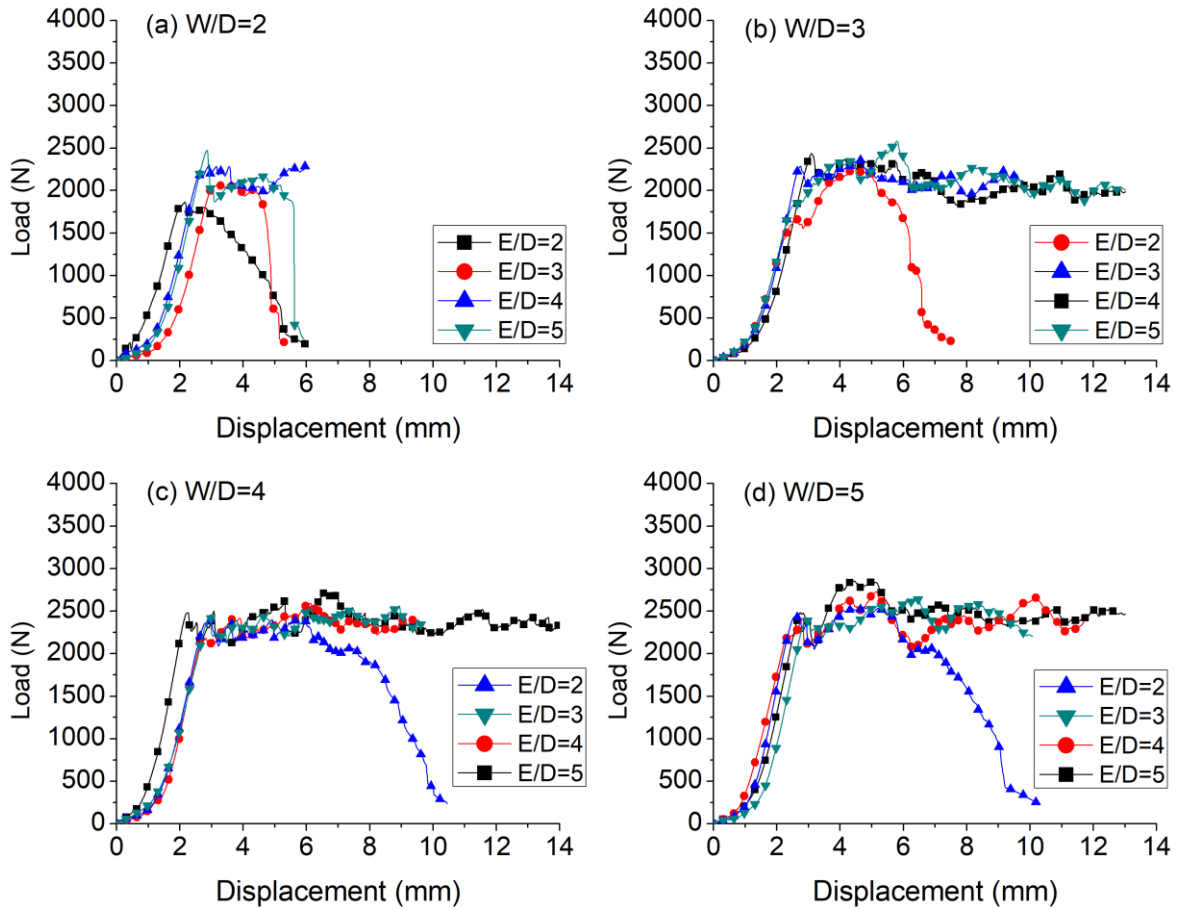 (a) W/D=2
4000
3500
3000
2500
2000
1500
1000
500
0
Load (N)
E/D=2
E/D=3
E/D=4
E/D=5
0 2 4 6 8 10 12 14
Displacement (mm)
(b) W/D=3
4000
3500
3000
2500
2000
1500
1000
500
0
Load (N)
E/D=2
E/D=3
E/D=4
E/D=5
0 2 4 6 8 10 12 14
Displacement (mm)
(c) W/D=4
4000
3500
3000
2500
2000
1500
1000
500
0
Load (N)
E/D=2
E/D=3
E/D=4
E/D=5
0 2 4 6 8 10 12 14
Displacement (mm)
(d) W/D=5
4000
3500
3000
2500
2000
1500
1000
500
0
Load (N)
E/D=2
E/D=3
E/D=4
E/D=5
0 2 4 6 8 10 12 14
Displacement (mm)